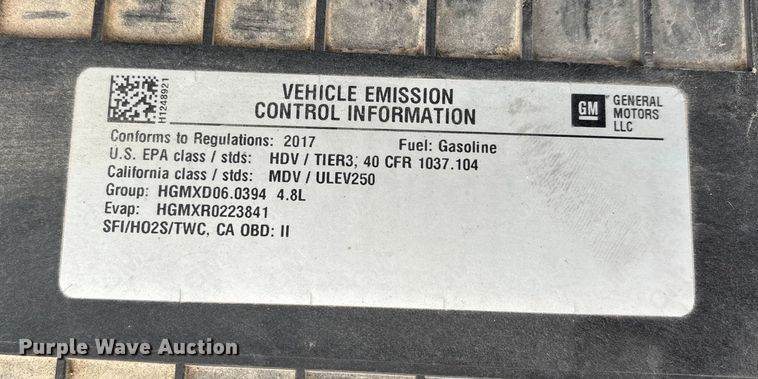 H1248921
VEHICLE EMISSION
CONTROL INFORMATION
GM
GENERAL
MOTORS
LLC
Conforms to Regulations: 2017 Fuel: Gasoline
U.S. EPA class / stds: HDV / TIER3, 40 CFR 1037.104
California class / stds: MDV / ULEV250
Group: HGMXD06.0394 4.8L
Evap: HGMXR0223841
SFI/HO2S/TWC, CA OBD: II
Purple Wave Auction